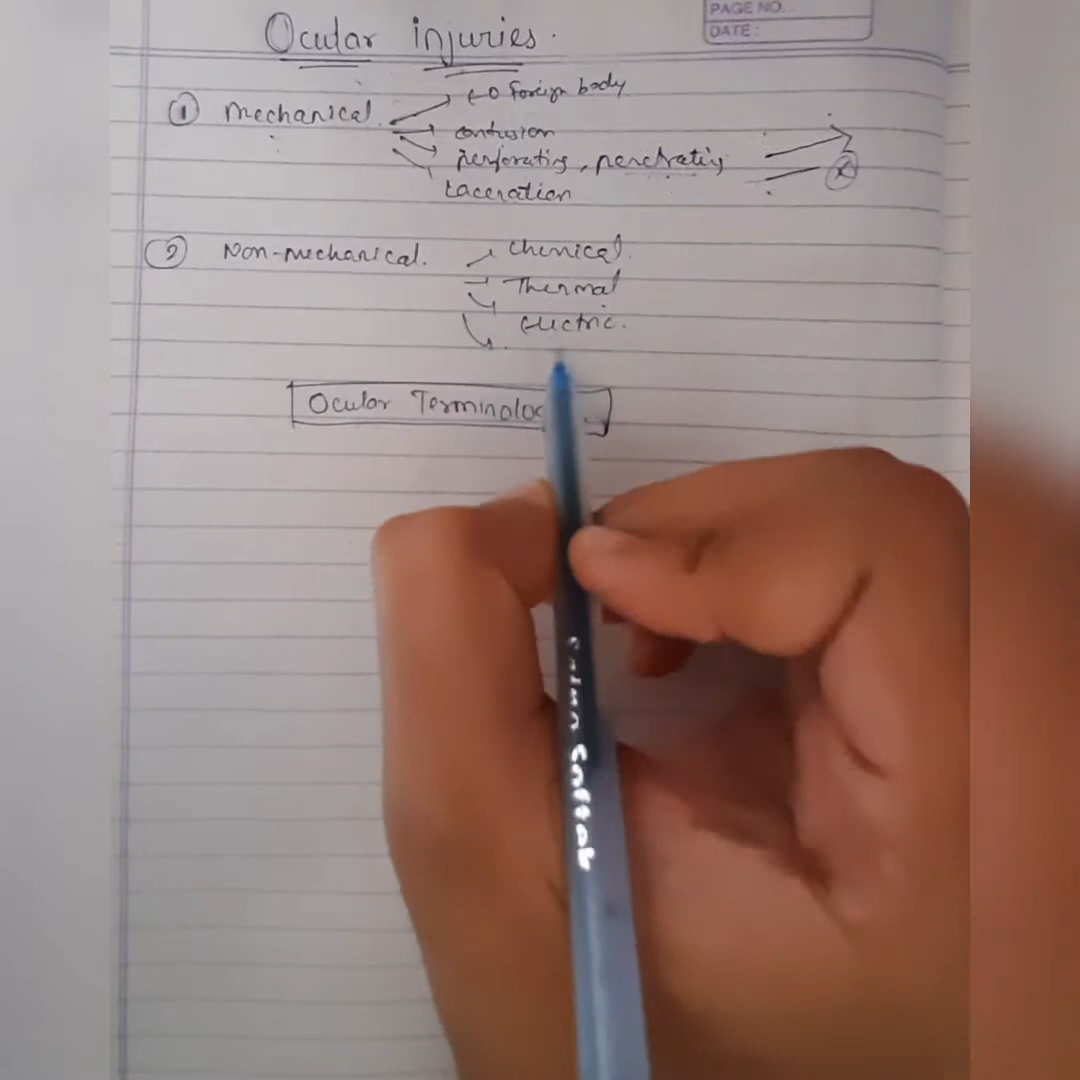 PAGE NO.
DATE:
Ocular injuries.
① Mechanical. Foreign body
contusion
perforating, penetrating
Laceration
② Non-mechanical. Chemical.
Thermal
Electric.
Ocular